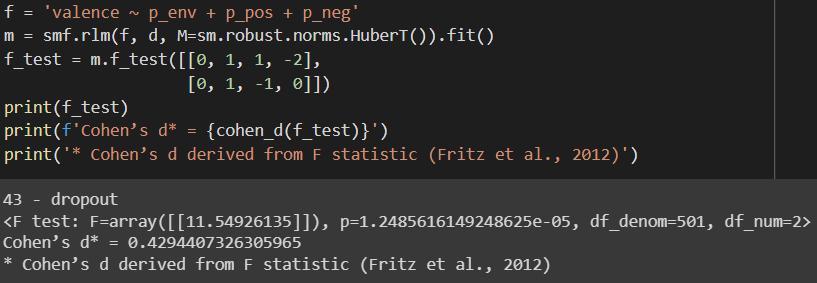 f = 'valence ~ p_env + p_pos + p_neg'
m = smf.rlm(f, d, M=sm.robust.norms.HuberT()).fit()
f_test = m.f_test([[0, 1, 1, -2],
                   [0, 1, -1, 0]])
print(f_test)
print(f'Cohen’s d* = {cohen_d(f_test)}')
print('* Cohen’s d derived from F statistic (Fritz et al., 2012)')
43 - dropout
<F test: F=array([[11.54926135]]), p=1.2485616149248625e-05, df_denom=501, df_num=2>
Cohen’s d* = 0.4294407326305965
* Cohen’s d derived from F statistic (Fritz et al., 2012)